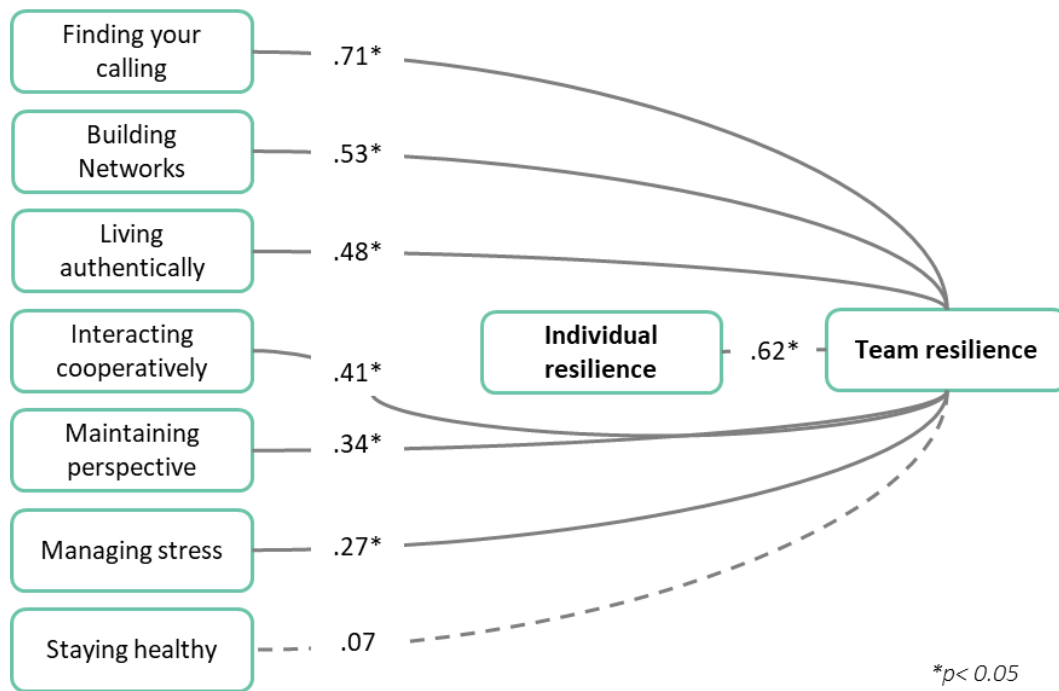 Finding your
calling
.71*
Building
Networks
.53*
Living
authentically
.48*
Interacting
cooperatively
.41*
Individual
resilience
.62*
Team resilience
Maintaining
perspective
.34*
Managing stress
.27*
Staying healthy
.07
*p< 0.05